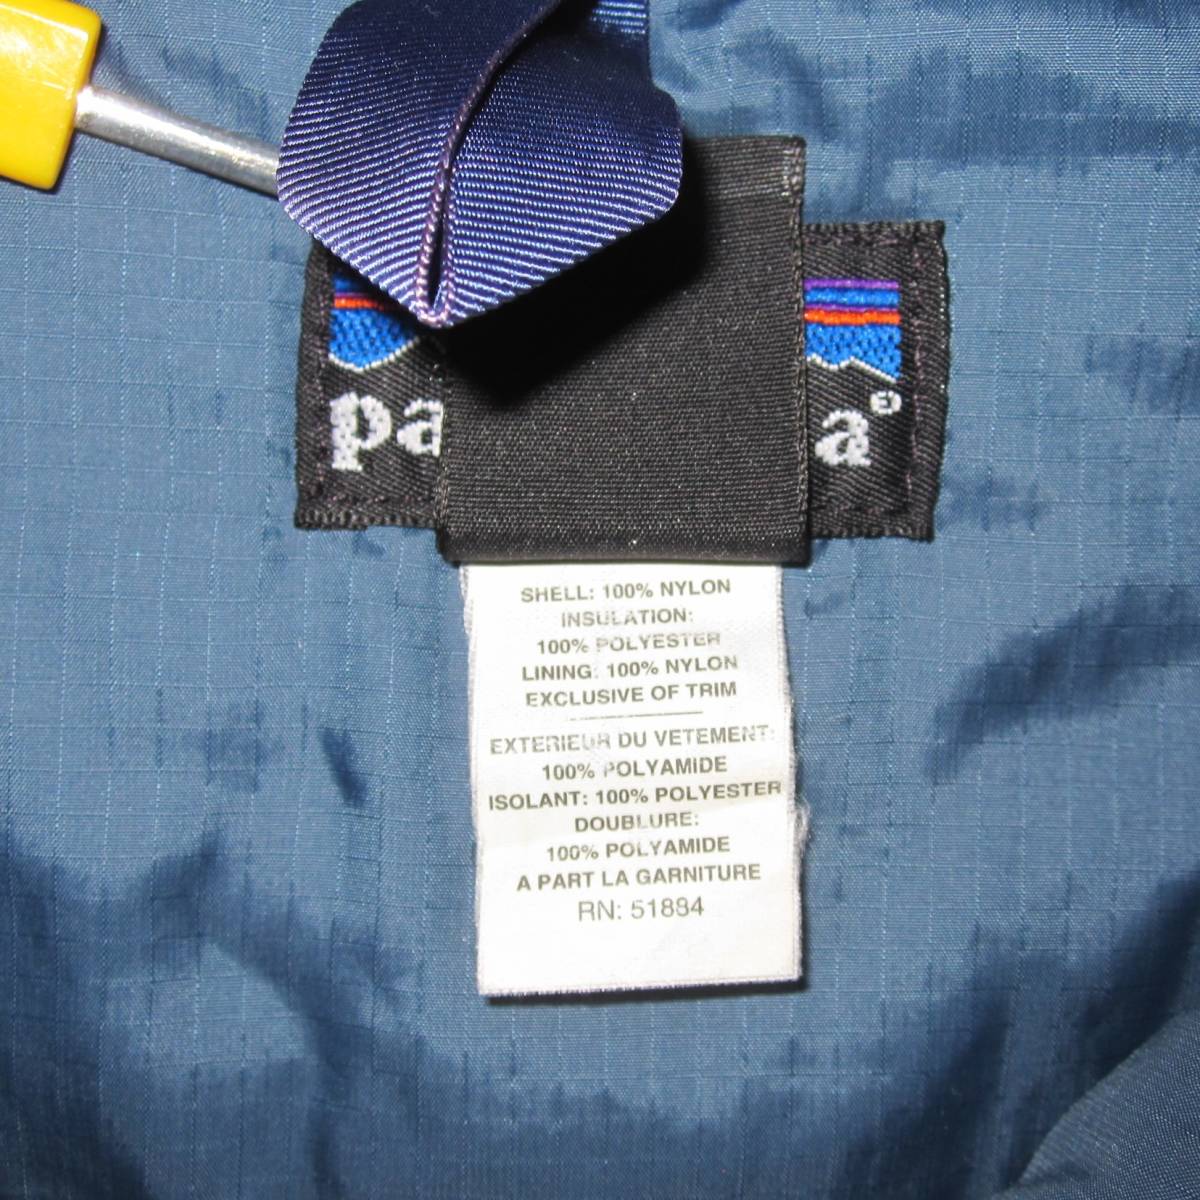 pa a®
SHELL: 100% NYLON
INSULATION:
100% POLYESTER
LINING: 100% NYLON
EXCLUSIVE OF TRIM
EXTERIEUR DU VETEMENT:
100% POLYAMIDE
ISOLANT: 100% POLYESTER
DOUBLURE:
100% POLYAMIDE
A PART LA GARNITURE
RN: 51884